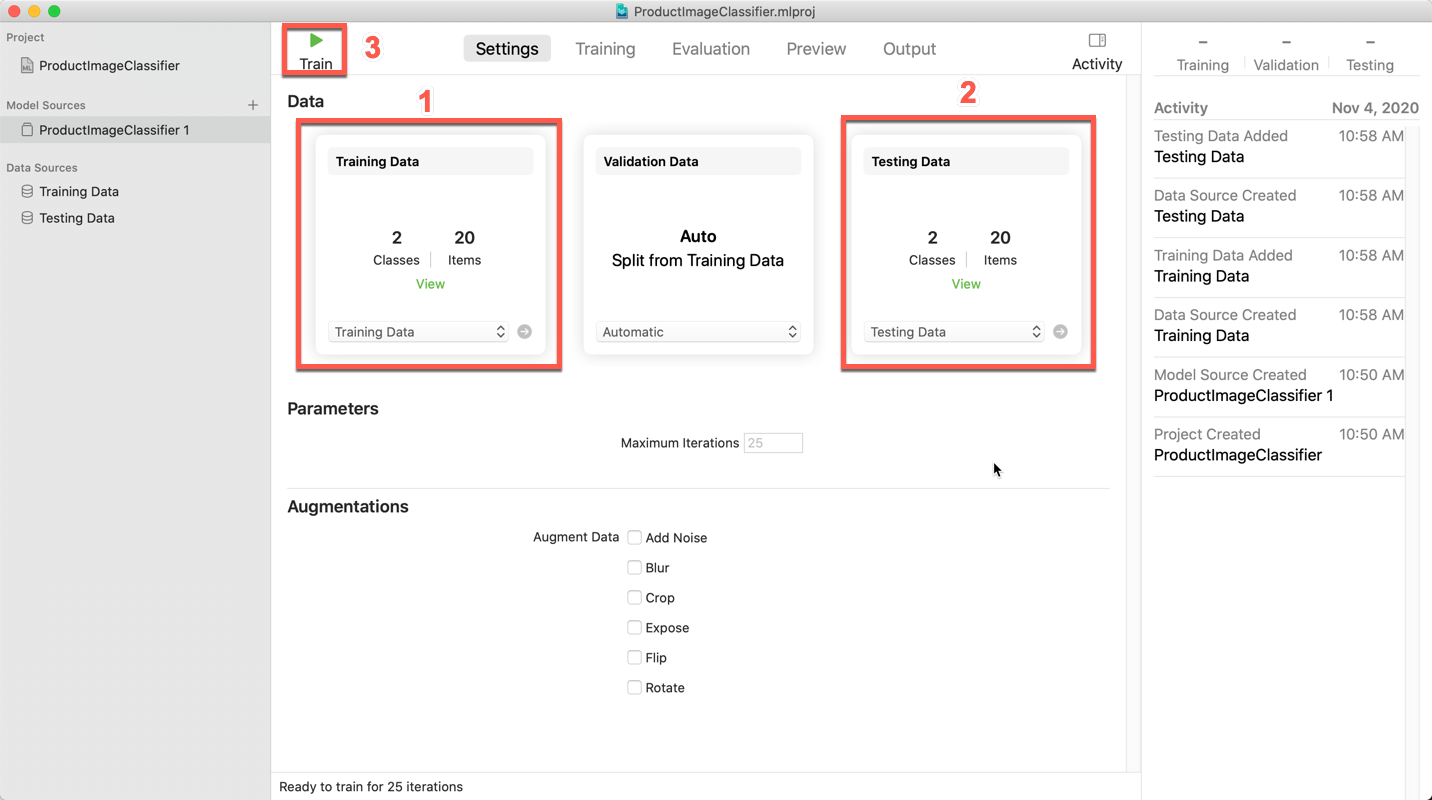 ProductImageClassifier.mlproj
Project
ProductImageClassifier
Model Sources
ProductImageClassifier 1
Data Sources
Training Data
Testing Data
Train
3
Settings
Training
Evaluation
Preview
Output
Activity
Data
1
2
Training Data
2
20
Classes
Items
View
Training Data
Validation Data
Auto
Split from Training Data
Automatic
Testing Data
2
20
Classes
Items
View
Testing Data
Parameters
Maximum Iterations 25
Augmentations
Augment Data
Add Noise
Blur
Crop
Expose
Flip
Rotate
Ready to train for 25 iterations
– – –
Training Validation Testing
Activity Nov 4, 2020
Testing Data Added 10:58 AM
Testing Data
Data Source Created 10:58 AM
Testing Data
Training Data Added 10:58 AM
Training Data
Data Source Created 10:58 AM
Training Data
Model Source Created 10:50 AM
ProductImageClassifier 1
Project Created 10:50 AM
ProductImageClassifier